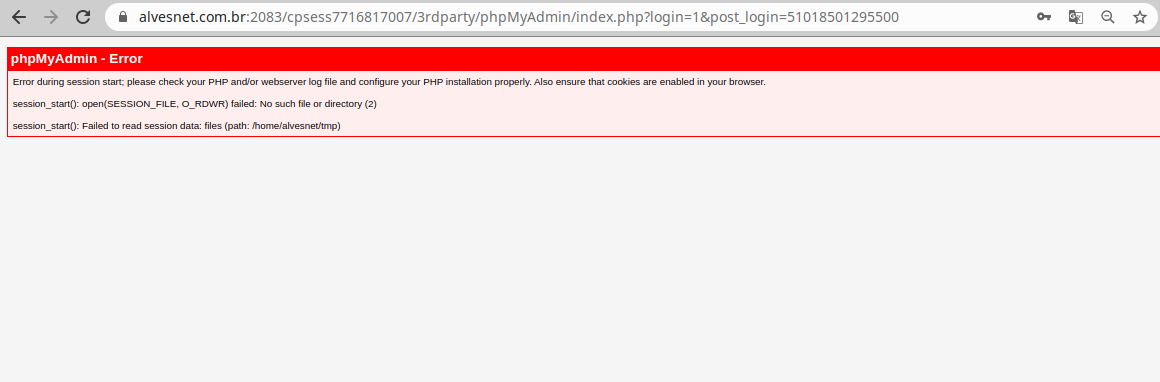 alvesnet.com.br:2083/cpsess7716817007/3rdparty/phpMyAdmin/index.php?login=1&post_login=51018501295500
phpMyAdmin - Error
Error during session start; please check your PHP and/or webserver log file and configure your PHP installation properly. Also ensure that cookies are enabled in your browser.
session_start(): open(SESSION_FILE, O_RDWR) failed: No such file or directory (2)
session_start(): Failed to read session data: files (path: /home/alvesnet/tmp)